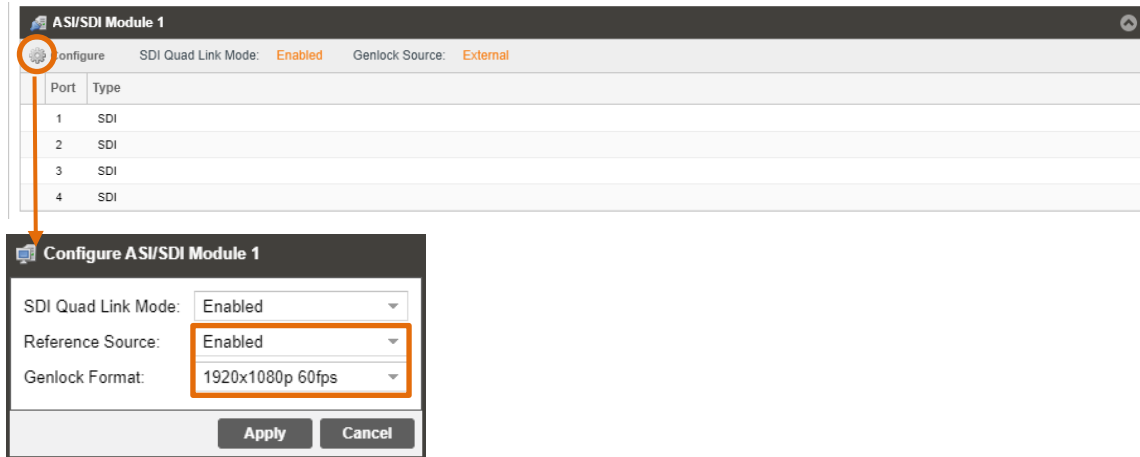 ASI/SDI Module 1
Configure SDI Quad Link Mode: Enabled Genlock Source: External
Port Type
1 SDI
2 SDI
3 SDI
4 SDI
Configure ASI/SDI Module 1
SDI Quad Link Mode: Enabled
Reference Source: Enabled
Genlock Format: 1920x1080p 60fps
Apply Cancel